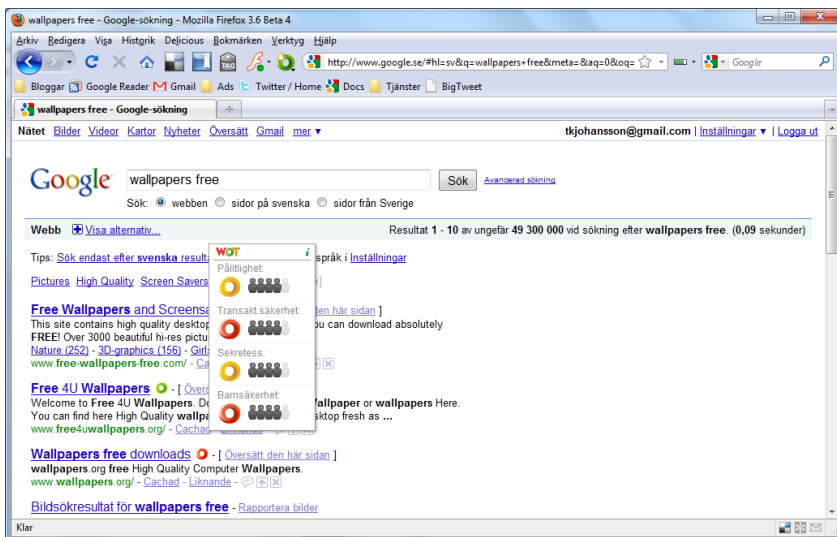 wallpapers free - Google-sökning - Mozilla Firefox 3.6 Beta 4
Arkiv Redigera Visa Historik Delicious Bokmärken Verktyg Hjälp
http://www.google.se/#hl=sv&q=wallpapers+free&meta=&aq=0&oq= Google
Bloggar Google Reader Gmail Ads Twitter / Home Docs Tjänster BigTweet
wallpapers free - Google-sökning
Nätet Bilder Videor Kartor Nyheter Översätt Gmail mer ▼ tkjohansson@gmail.com | Inställningar ▼ | Logga ut
Google wallpapers free Sök Avancerad sökning
Sök: webben sidor på svenska sidor från Sverige
Webb Visa alternativ... Resultat 1 - 10 av ungefär 49 300 000 vid sökning efter wallpapers free. (0,09 sekunder)
WOT i
Pålitlighet:
Transakt.säkerhet:
Sekretess:
Barnsäkerhet:
Tips: Sök endast efter svenska resulta språk i Inställningar
Pictures High Quality Screen Savers
Free Wallpapers and Screensa den här sidan ]
This site contains high quality desktop ou can download absolutely
FREE! Over 3000 beautiful hi-res pictu
Nature (252) - 3D-graphics (156) - Girl
www.free-wallpapers-free.com/ - Ca
Free 4U Wallpapers - [ Övers
Welcome to Free 4U Wallpapers. Do Wallpaper or wallpapers Here.
You can find here High Quality wallpa sktop fresh as ...
www.free4uwallpapers.org/ - Cachad - Liknande
Wallpapers free downloads - [ Översätt den här sidan ]
wallpapers.org free High Quality Computer Wallpapers.
www.wallpapers.org/ - Cachad - Liknande -
Bildsökresultat för wallpapers free - Rapportera bilder
Klar